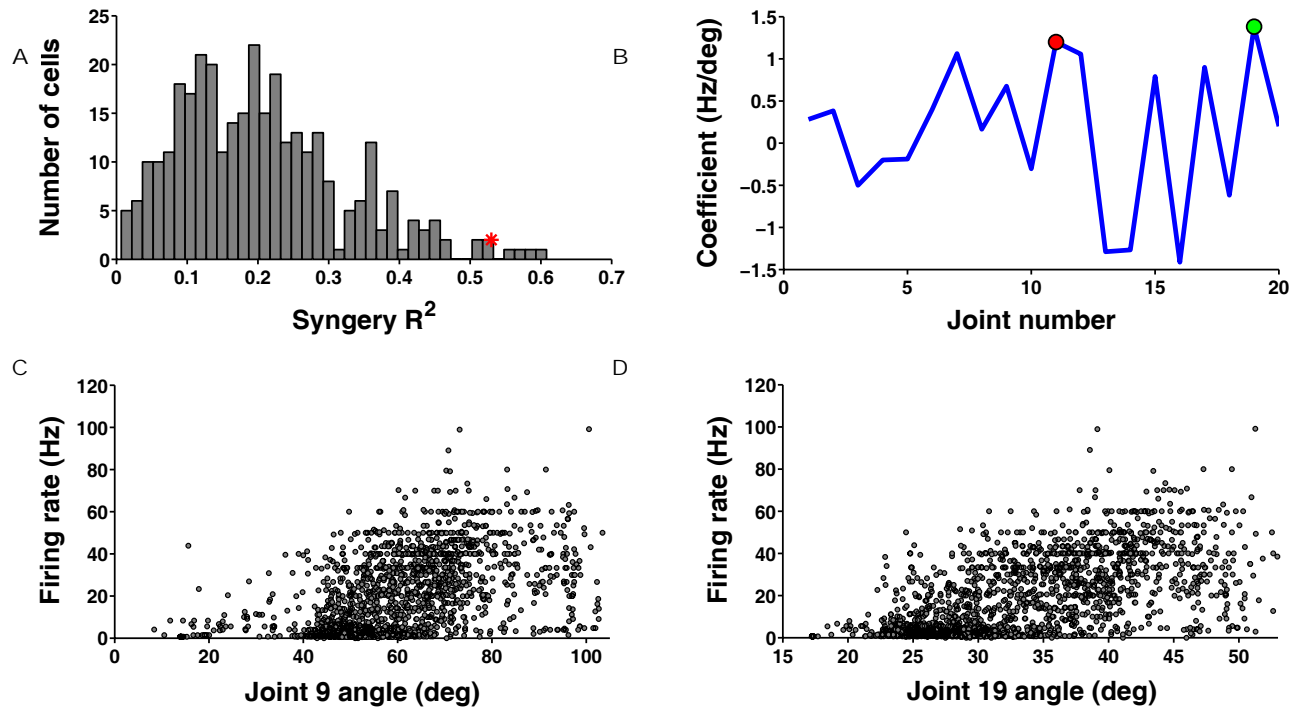 A
25
20
15
10
5
0
Number of cells
0 0.1 0.2 0.3 0.4 0.5 0.6 0.7
Syngery R²
B
1.5
1
0.5
0
−0.5
−1
−1.5
Coefficient (Hz/deg)
0 5 10 15 20
Joint number
C
120
100
80
60
40
20
0
Firing rate (Hz)
0 20 40 60 80 100
Joint 9 angle (deg)
D
120
100
80
60
40
20
0
Firing rate (Hz)
15 20 25 30 35 40 45 50
Joint 19 angle (deg)